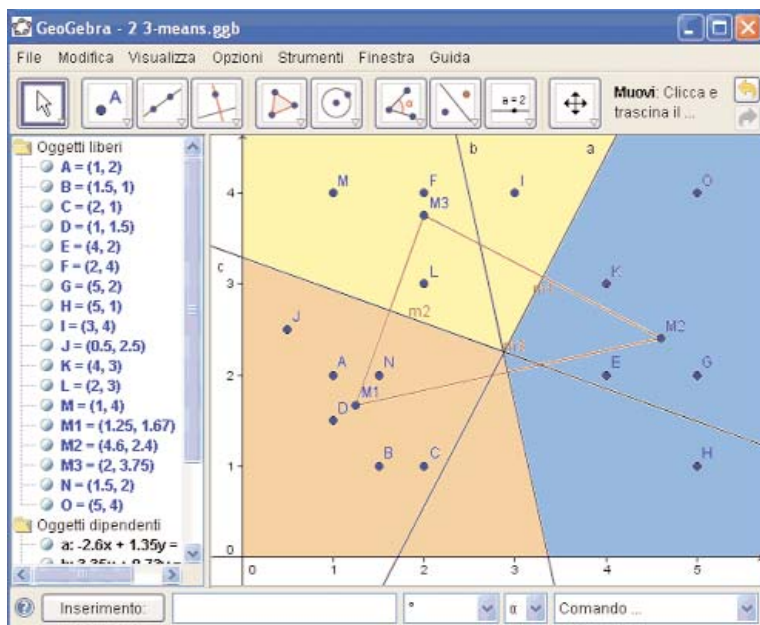 GeoGebra - 2 3-means.ggb
File Modifica Visualizza Opzioni Strumenti Finestra Guida
A
a=2
Muovi: Clicca e
trascina il ...
Oggetti liberi
A = (1, 2)
B = (1.5, 1)
C = (2, 1)
D = (1, 1.5)
E = (4, 2)
F = (2, 4)
G = (5, 2)
H = (5, 1)
I = (3, 4)
J = (0.5, 2.5)
K = (4, 3)
L = (2, 3)
M = (1, 4)
M1 = (1.25, 1.67)
M2 = (4.6, 2.4)
M3 = (2, 3.75)
N = (1.5, 2)
O = (5, 4)
Oggetti dipendenti
a: -2.6x + 1.35y =
b a
M F I O
4
M3
K
3 L
c
m2
J M2
A N E G
2
M1
D
B C H
1
0
0 1 2 3 4 5
Inserimento: ° α Comando ...